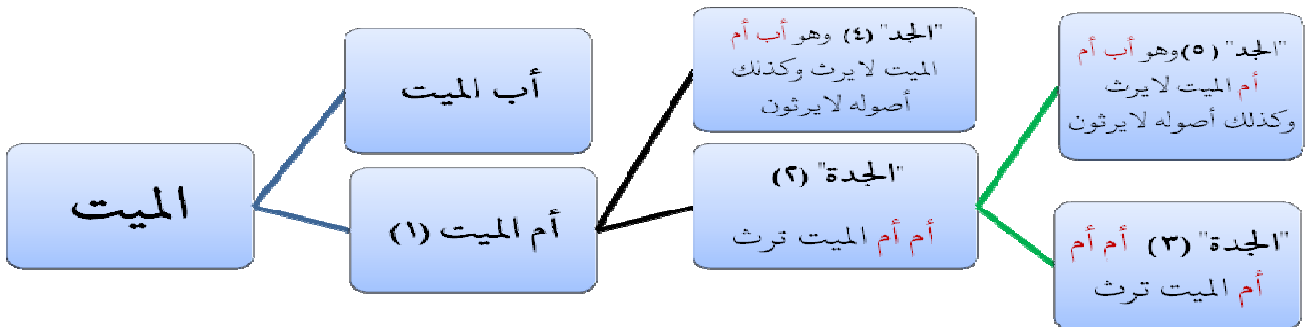 الميت
أب الميت
أم الميت (١)
"الجد" (٤) وهو أب أم
الميت لايرث وكذلك
أصوله لايرثون
"الجدة" (٢)
أم أم الميت ترث
"الجد" (٥) وهو أب أم
أم الميت لايرث
وكذلك أصوله لايرثون
"الجدة" (٣) أم أم
أم الميت ترث